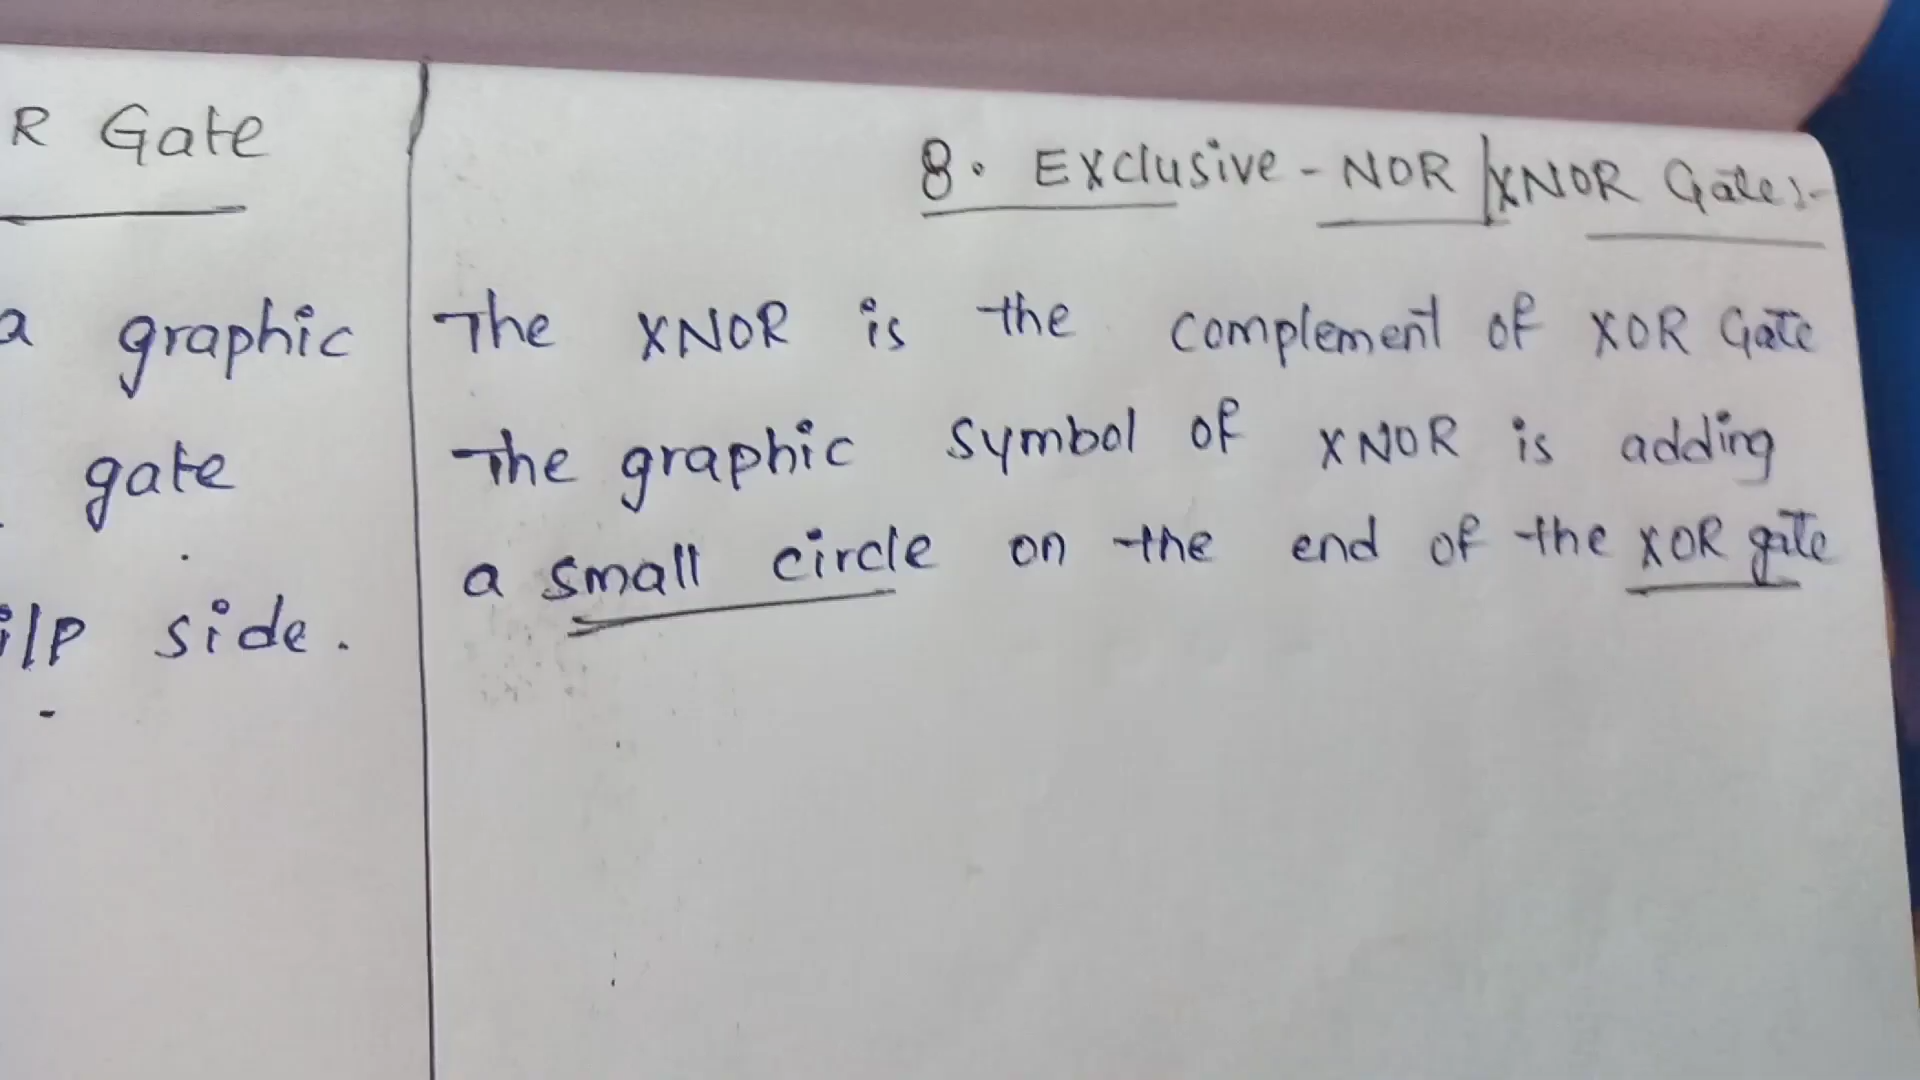 R Gate
a graphic
gate
i/p side.
8. Exclusive - NOR /XNOR Gate:-
The XNOR is the complement of XOR Gate
The graphic symbol of XNOR is adding
a small circle on the end of the XOR gate